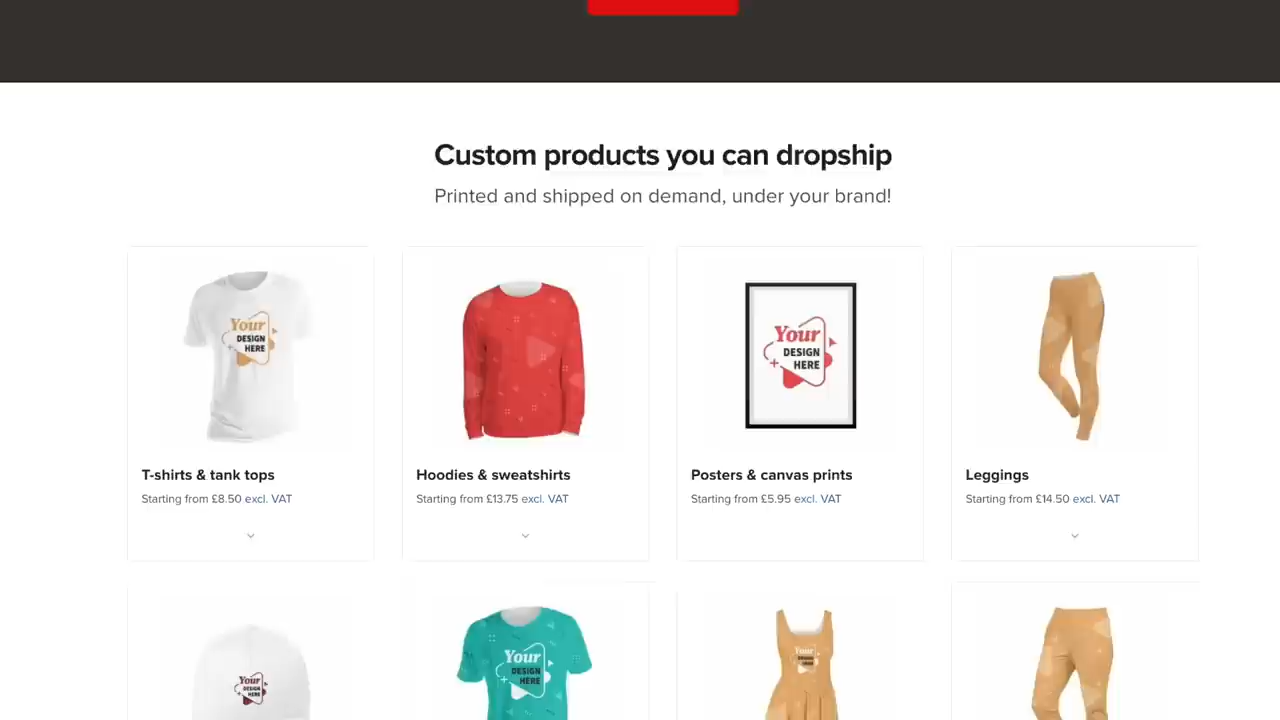 Custom products you can dropship
Printed and shipped on demand, under your brand!
Your
DESIGN
HERE
Your
DESIGN
HERE
T-shirts & tank tops
Hoodies & sweatshirts
Posters & canvas prints
Leggings
Starting from £8.50 excl. VAT
Starting from £13.75 excl. VAT
Starting from £5.95 excl. VAT
Starting from £14.50 excl. VAT
Your
DESIGN
HERE
Your
DESIGN
HERE
Your